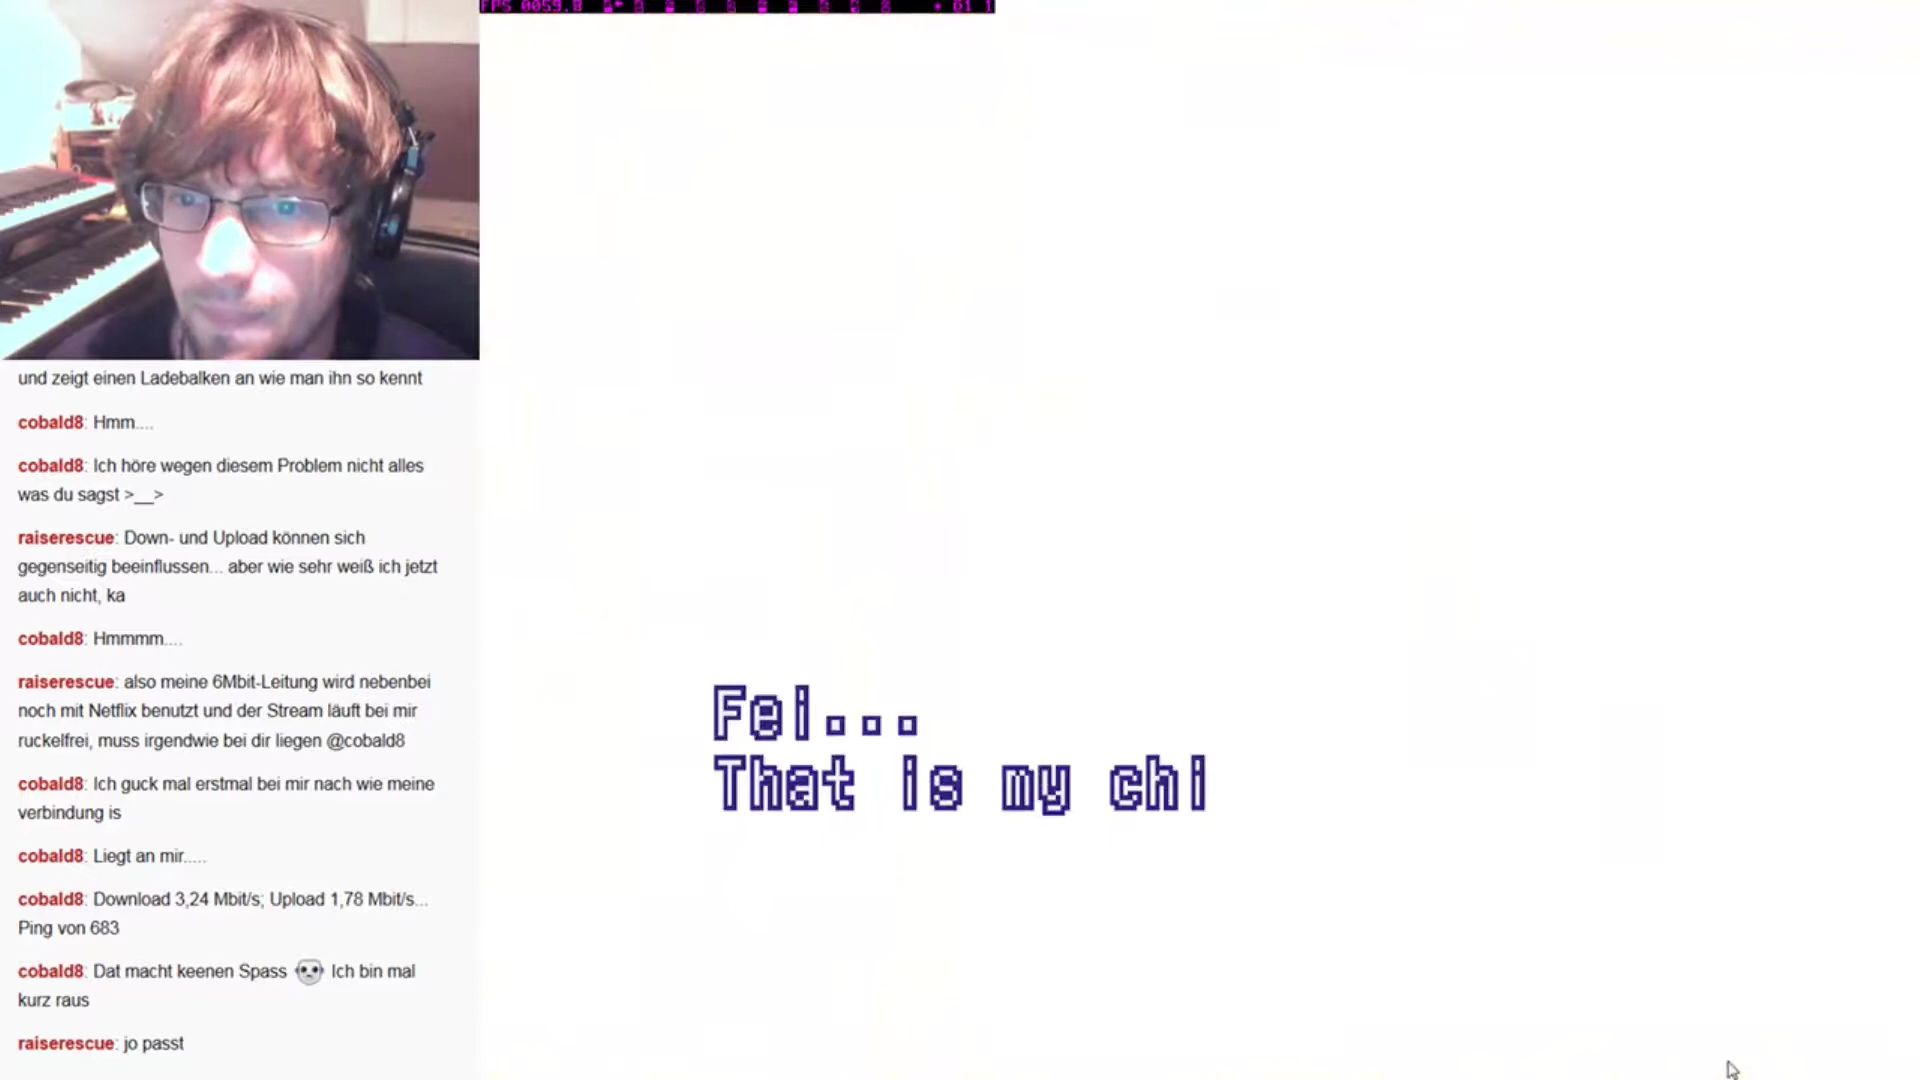 FPS 0059.8
und zeigt einen Ladebalken an wie man ihn so kennt
cobald8: Hmm....
cobald8: Ich höre wegen diesem Problem nicht alles
was du sagst >__>
raiserescue: Down- und Upload können sich
gegenseitig beeinflussen... aber wie sehr weiß ich jetzt
auch nicht, ka
cobald8: Hmmmm....
raiserescue: also meine 6Mbit-Leitung wird nebenbei
noch mit Netflix benutzt und der Stream läuft bei mir
ruckelfrei, muss irgendwie bei dir liegen @cobald8
cobald8: Ich guck mal erstmal bei mir nach wie meine
verbindung is
cobald8: Liegt an mir.....
cobald8: Download 3,24 Mbit/s; Upload 1,78 Mbit/s...
Ping von 683
cobald8: Dat macht keenen Spass Ich bin mal
kurz raus
raiserescue: jo passt
Fei...
That is my chi